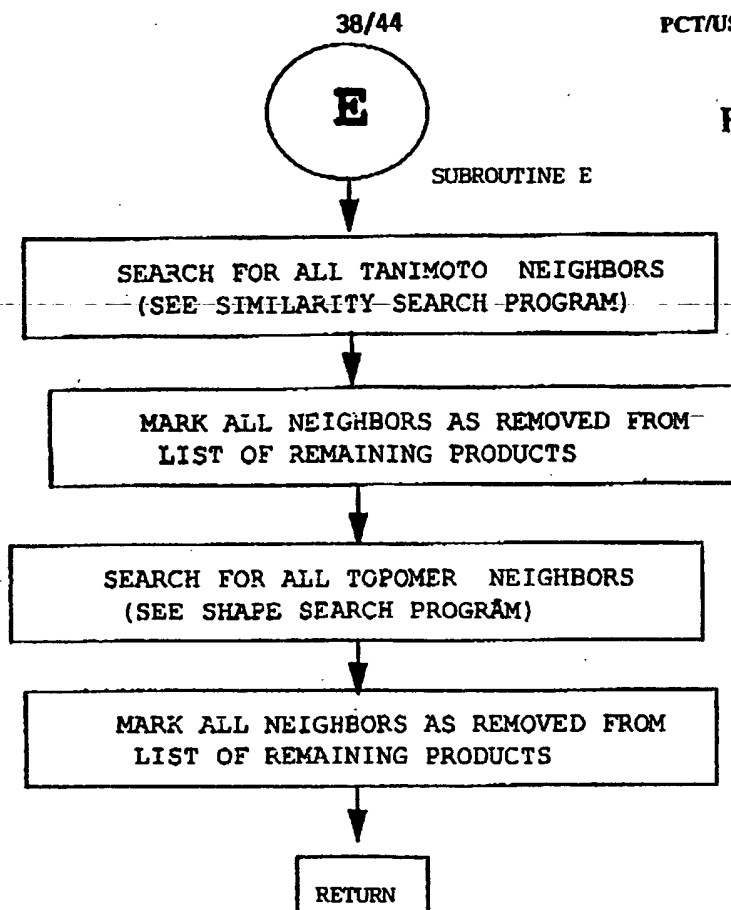 38/44
PCT/US
E
SUBROUTINE E
SEARCH FOR ALL TANIMOTO NEIGHBORS
(SEE SIMILARITY SEARCH PROGRAM)
MARK ALL NEIGHBORS AS REMOVED FROM
LIST OF REMAINING PRODUCTS
SEARCH FOR ALL TOPOMER NEIGHBORS
(SEE SHAPE SEARCH PROGRAM)
MARK ALL NEIGHBORS AS REMOVED FROM
LIST OF REMAINING PRODUCTS
RETURN